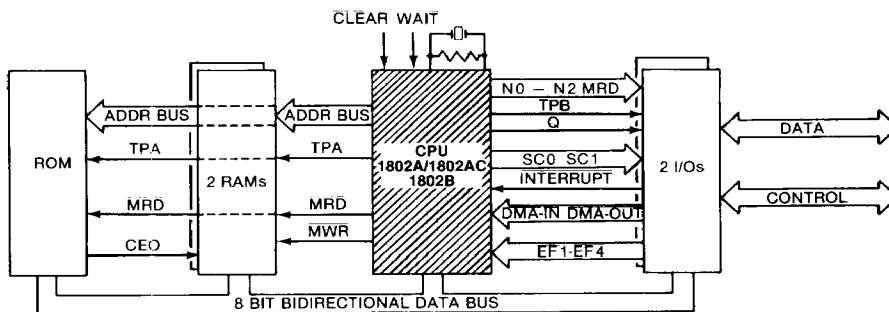 CLEAR WAIT
N0 – N2 MRD
TPB
ADDR BUS
ADDR BUS
Q
CPU
1802A/1802AC
1802B
ROM
TPA
2 RAMs
TPA
SC0 SC1
2 I/Os
DATA
INTERRUPT
MRD
MRD
DMA-IN DMA-OUT
CONTROL
MWR
CEO
EF1-EF4
8 BIT BIDIRECTIONAL DATA BUS